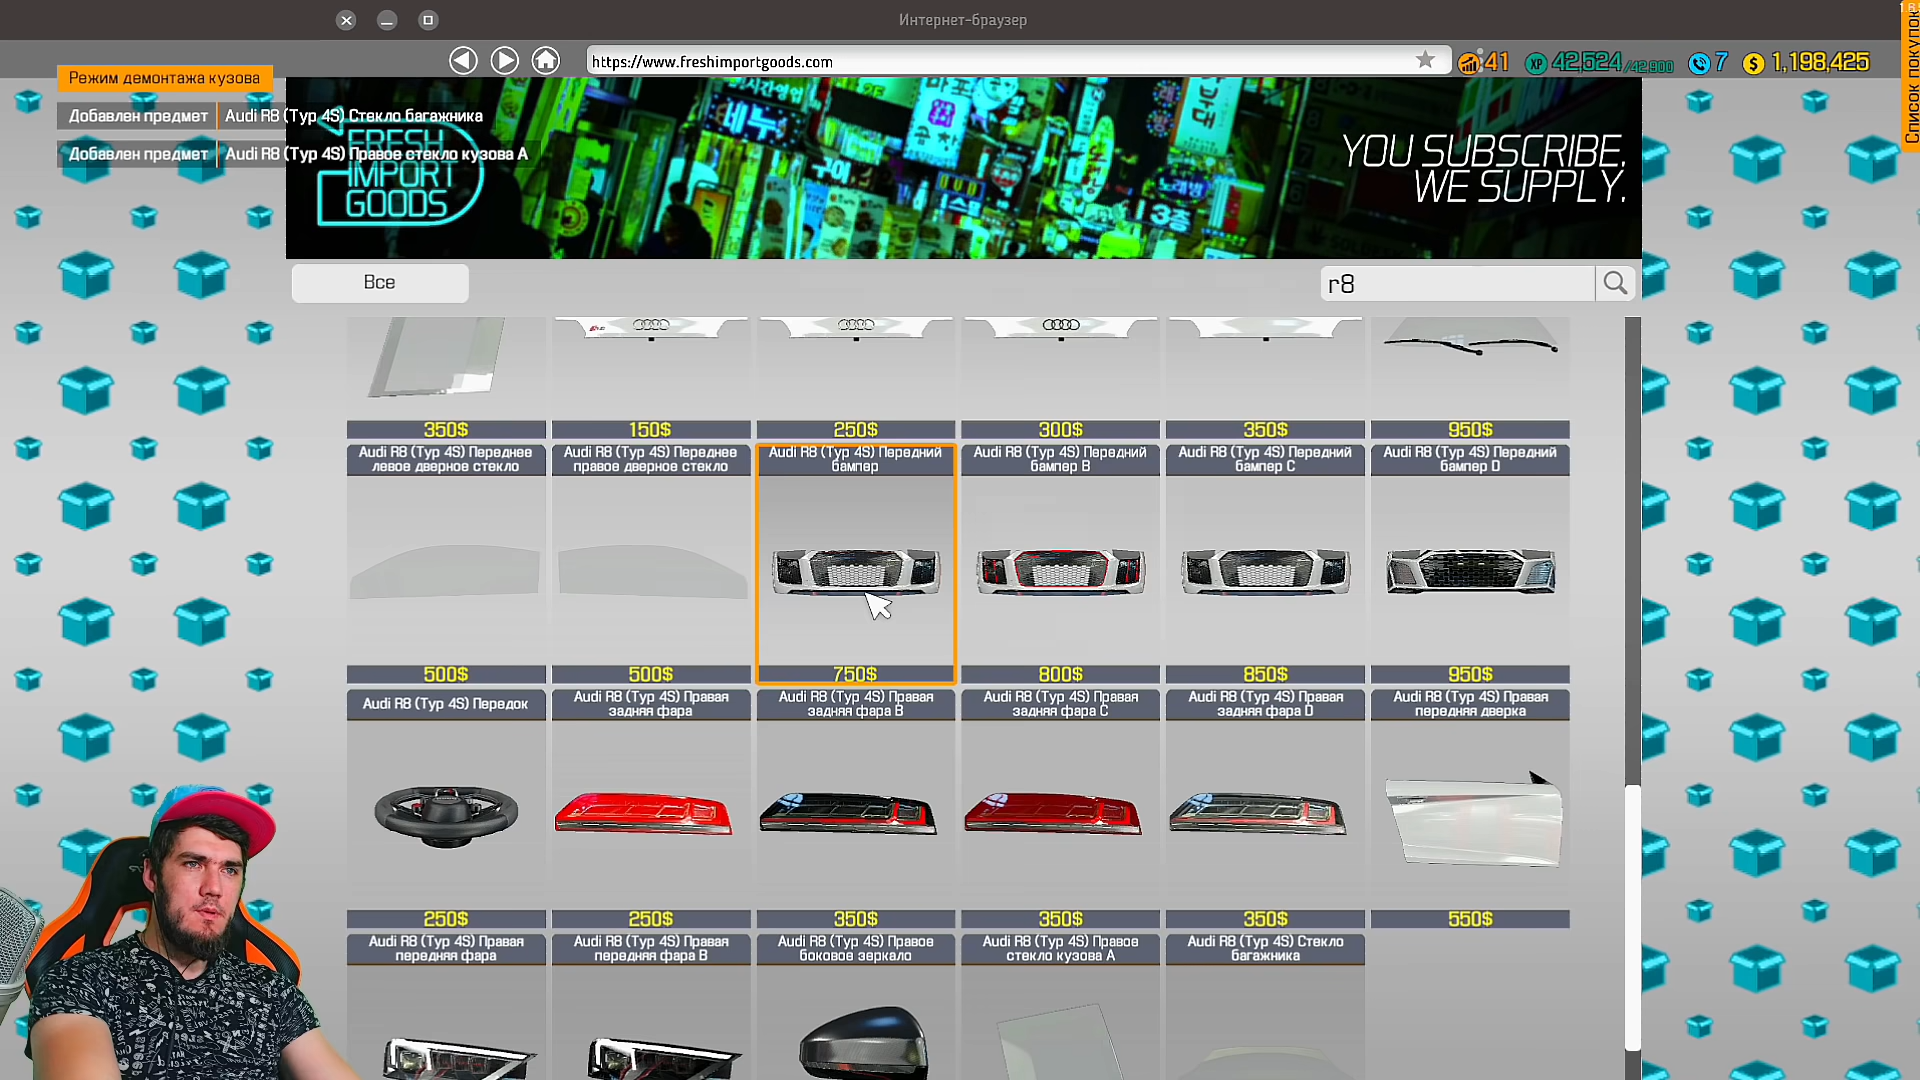 Интернет-браузер
https://www.freshimportgoods.com
41
XP
42,524/42,900
7
$
1,198,425
Список покупок
Режим демонтажа кузова
Добавлен предмет
Audi R8 (Typ 4S) Стекло багажника
Добавлен предмет
Audi R8 (Typ 4S) Правое стекло кузова А
FRESH
IMPORT
GOODS
YOU SUBSCRIBE,
WE SUPPLY.
Все
r8
350$
150$
250$
300$
350$
950$
Audi R8 (Typ 4S) Переднее
левое дверное стекло
Audi R8 (Typ 4S) Переднее
правое дверное стекло
Audi R8 (Typ 4S) Передний
бампер
Audi R8 (Typ 4S) Передний
бампер B
Audi R8 (Typ 4S) Передний
бампер C
Audi R8 (Typ 4S) Передний
бампер D
500$
500$
750$
800$
850$
950$
Audi R8 (Typ 4S) Передок
Audi R8 (Typ 4S) Правая
задняя фара
Audi R8 (Typ 4S) Правая
задняя фара B
Audi R8 (Typ 4S) Правая
задняя фара C
Audi R8 (Typ 4S) Правая
задняя фара D
Audi R8 (Typ 4S) Правая
передняя дверка
250$
250$
350$
350$
350$
550$
Audi R8 (Typ 4S) Правая
передняя фара
Audi R8 (Typ 4S) Правая
передняя фара B
Audi R8 (Typ 4S) Правое
боковое зеркало
Audi R8 (Typ 4S) Правое
стекло кузова А
Audi R8 (Typ 4S) Стекло
багажника